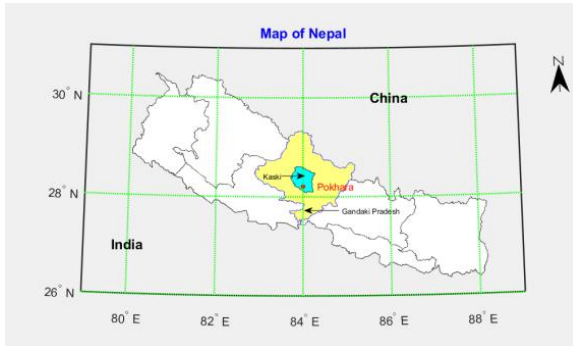 Map of Nepal
N
30° N
China
Kaski
Pokhara
28° N
Gandaki Pradesh
India
26° N
80° E
82° E
84° E
86° E
88° E